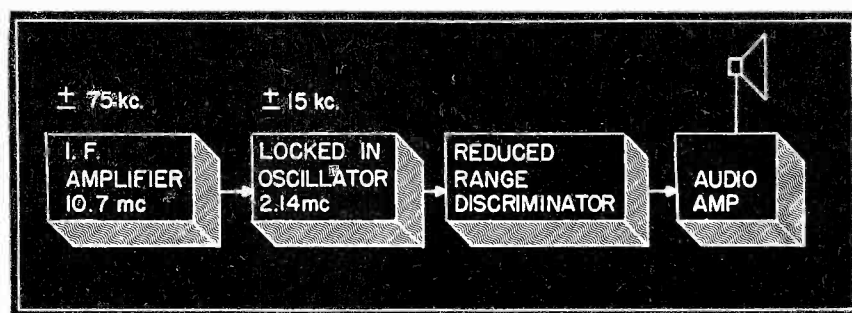 ± 75 kc.
± 15 kc.
I. F.
AMPLIFIER
10.7 mc
LOCKED IN
OSCILLATOR
2.14 mc
REDUCED
RANGE
DISCRIMINATOR
AUDIO
AMP